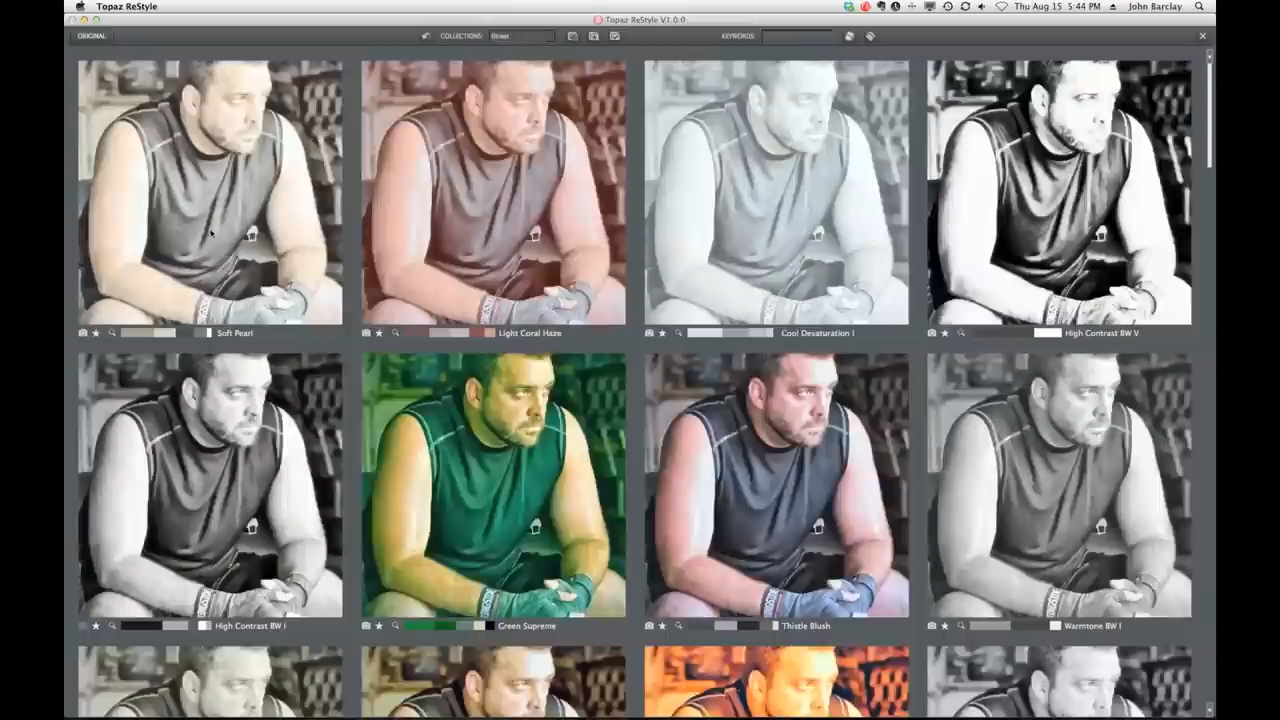 Topaz ReStyle
Thu Aug 15 5:44 PM
John Barclay
Topaz ReStyle V1.0.0
ORIGINAL
COLLECTIONS:
Street
KEYWORDS:
Soft Pearl
Light Coral Haze
Cool Desaturation I
High Contrast BW V
High Contrast BW I
Green Supreme
Thistle Blush
Warmtone BW I